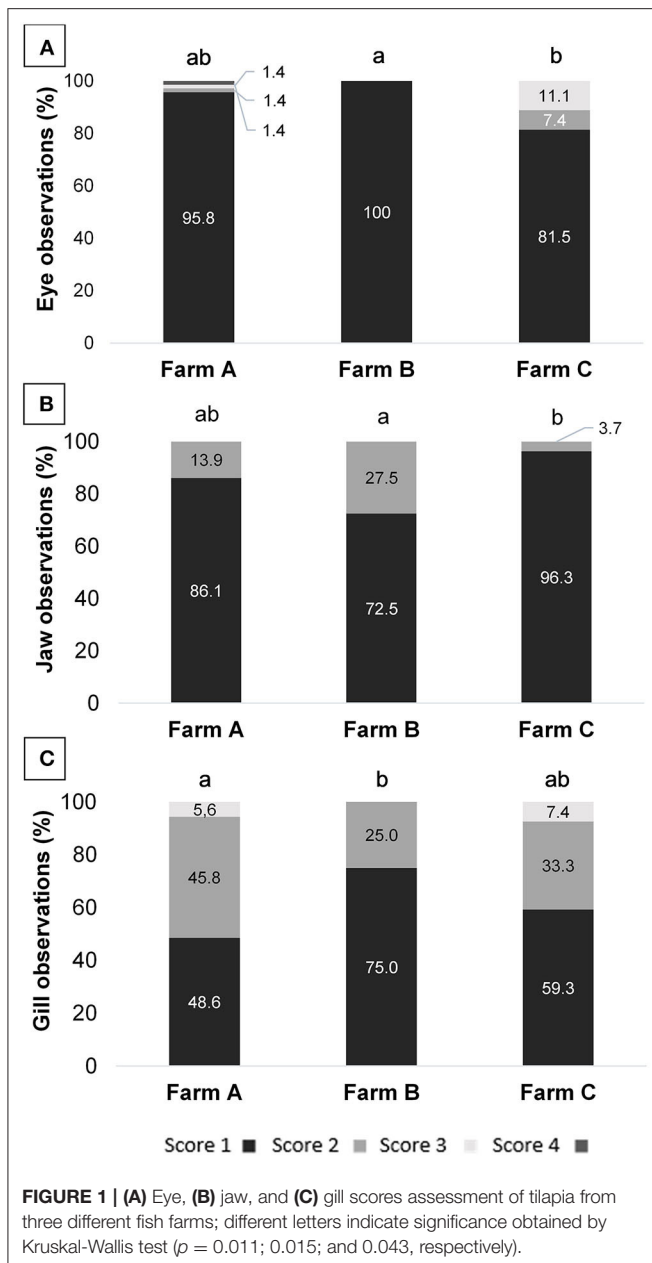 A
ab a b
Eye observations (%)
100
80
60
40
20
0
1.4
1.4
1.4
95.8
100
11.1
7.4
81.5
Farm A Farm B Farm C
B
ab a b
Jaw observations (%)
100
80
60
40
20
0
13.9
86.1
27.5
72.5
3.7
96.3
Farm A Farm B Farm C
C
a b ab
Gill observations (%)
100
80
60
40
20
0
5,6
45.8
48.6
25.0
75.0
7.4
33.3
59.3
Farm A Farm B Farm C
Score 1 Score 2 Score 3 Score 4
FIGURE 1 | (A) Eye, (B) jaw, and (C) gill scores assessment of tilapia from
three different fish farms; different letters indicate significance obtained by
Kruskal-Wallis test (p = 0.011; 0.015; and 0.043, respectively).